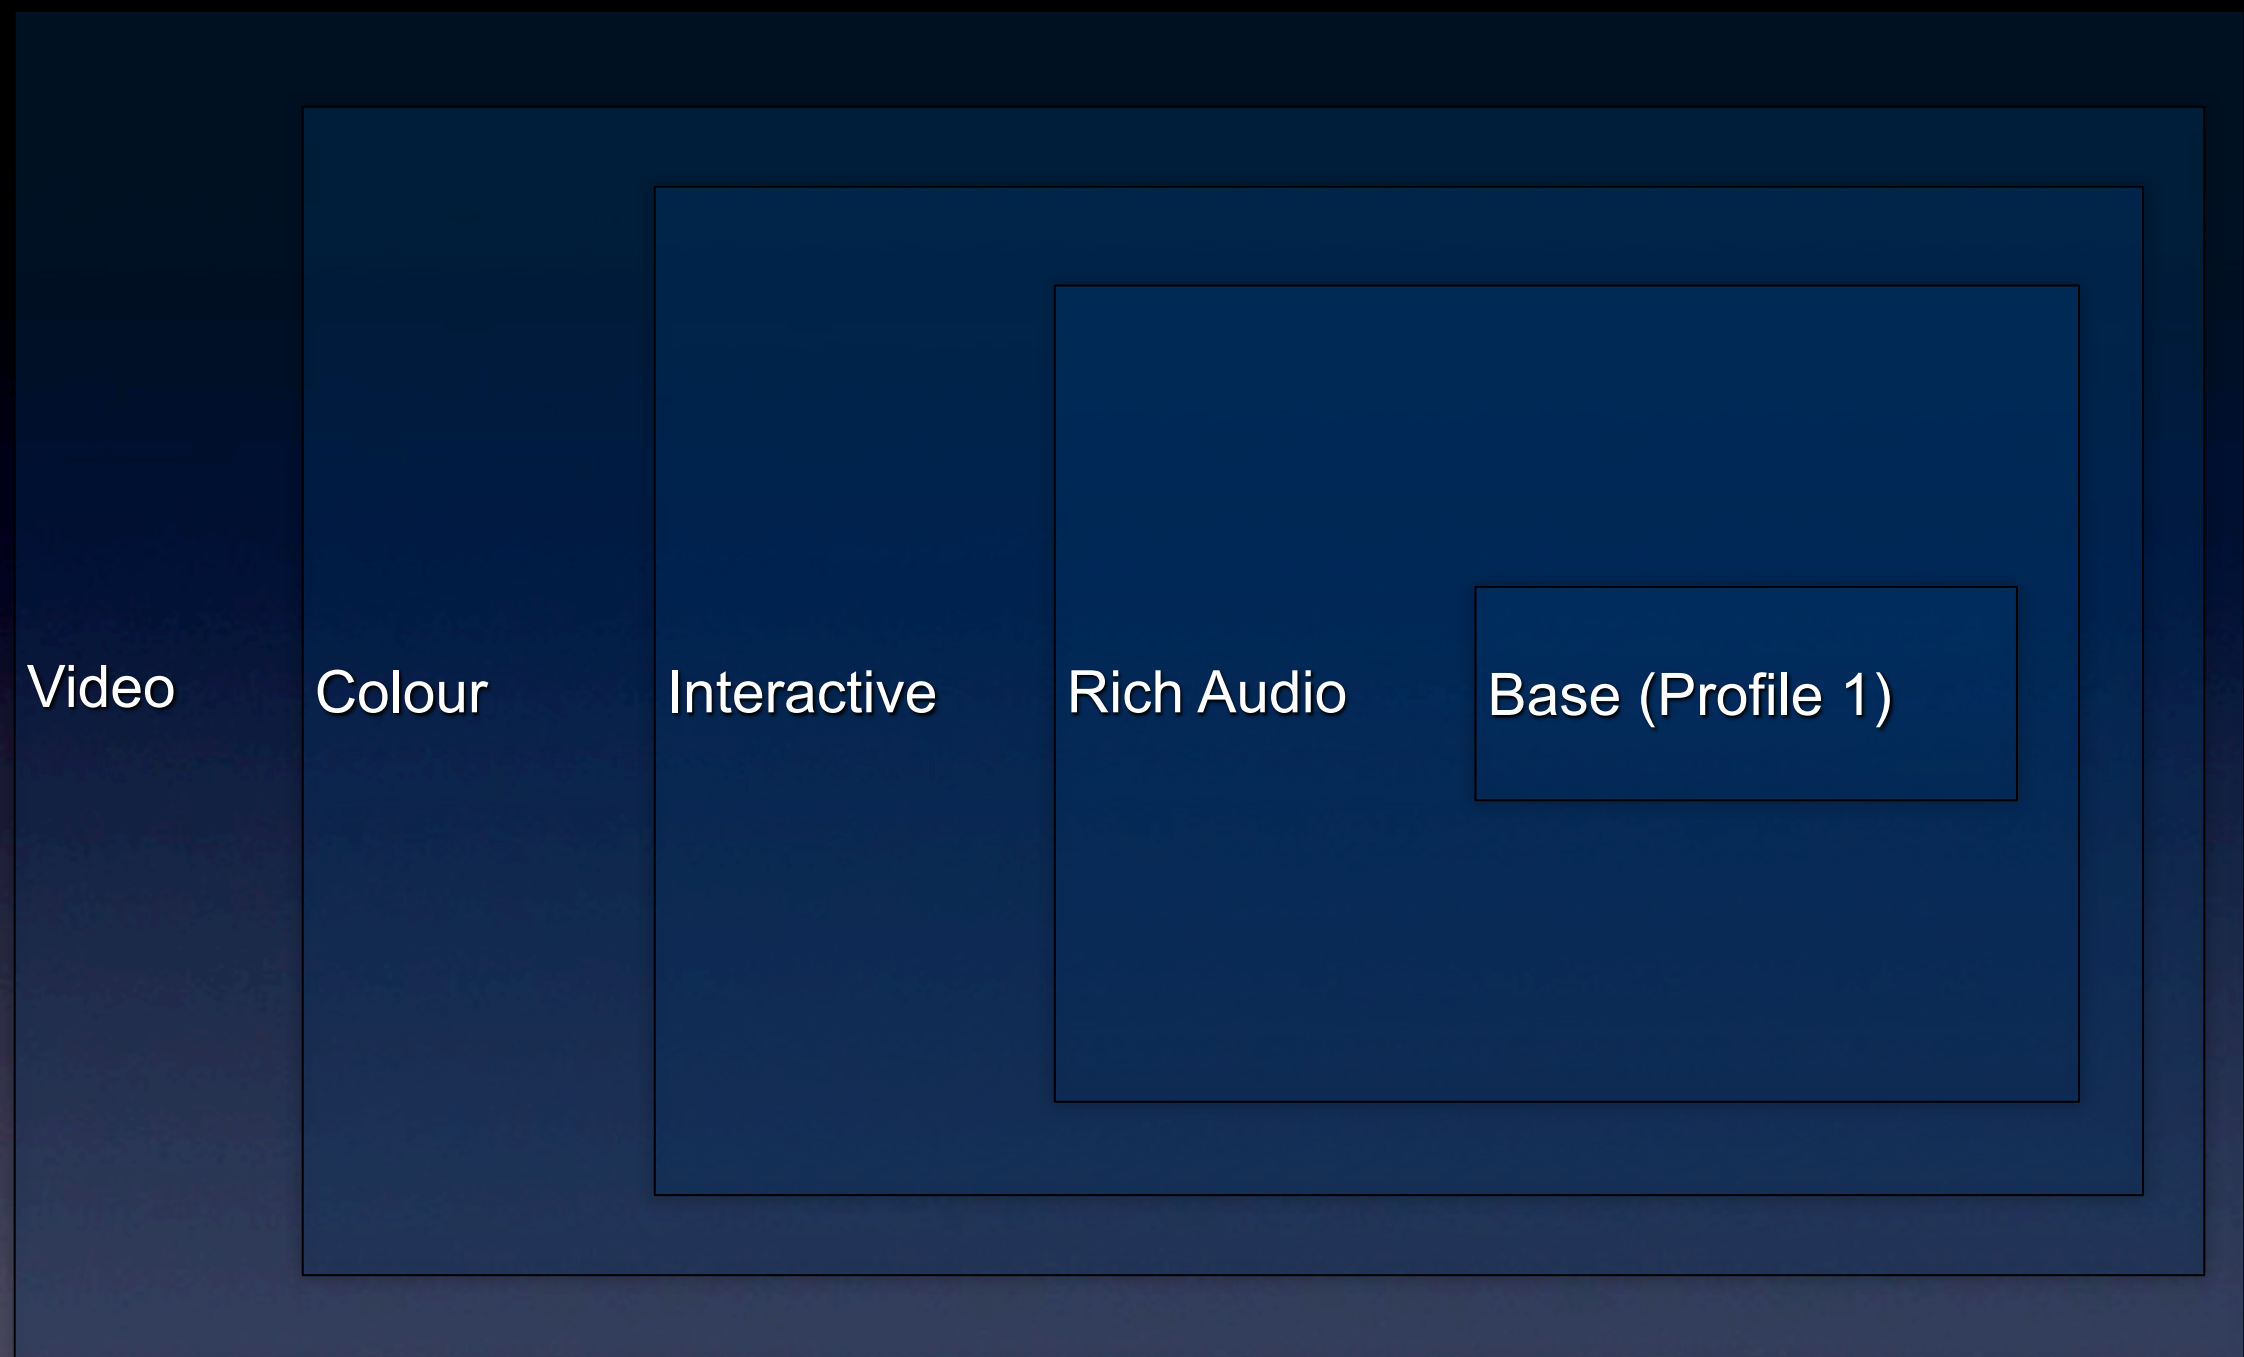 Video
Colour
Interactive
Rich Audio
Base (Profile 1)